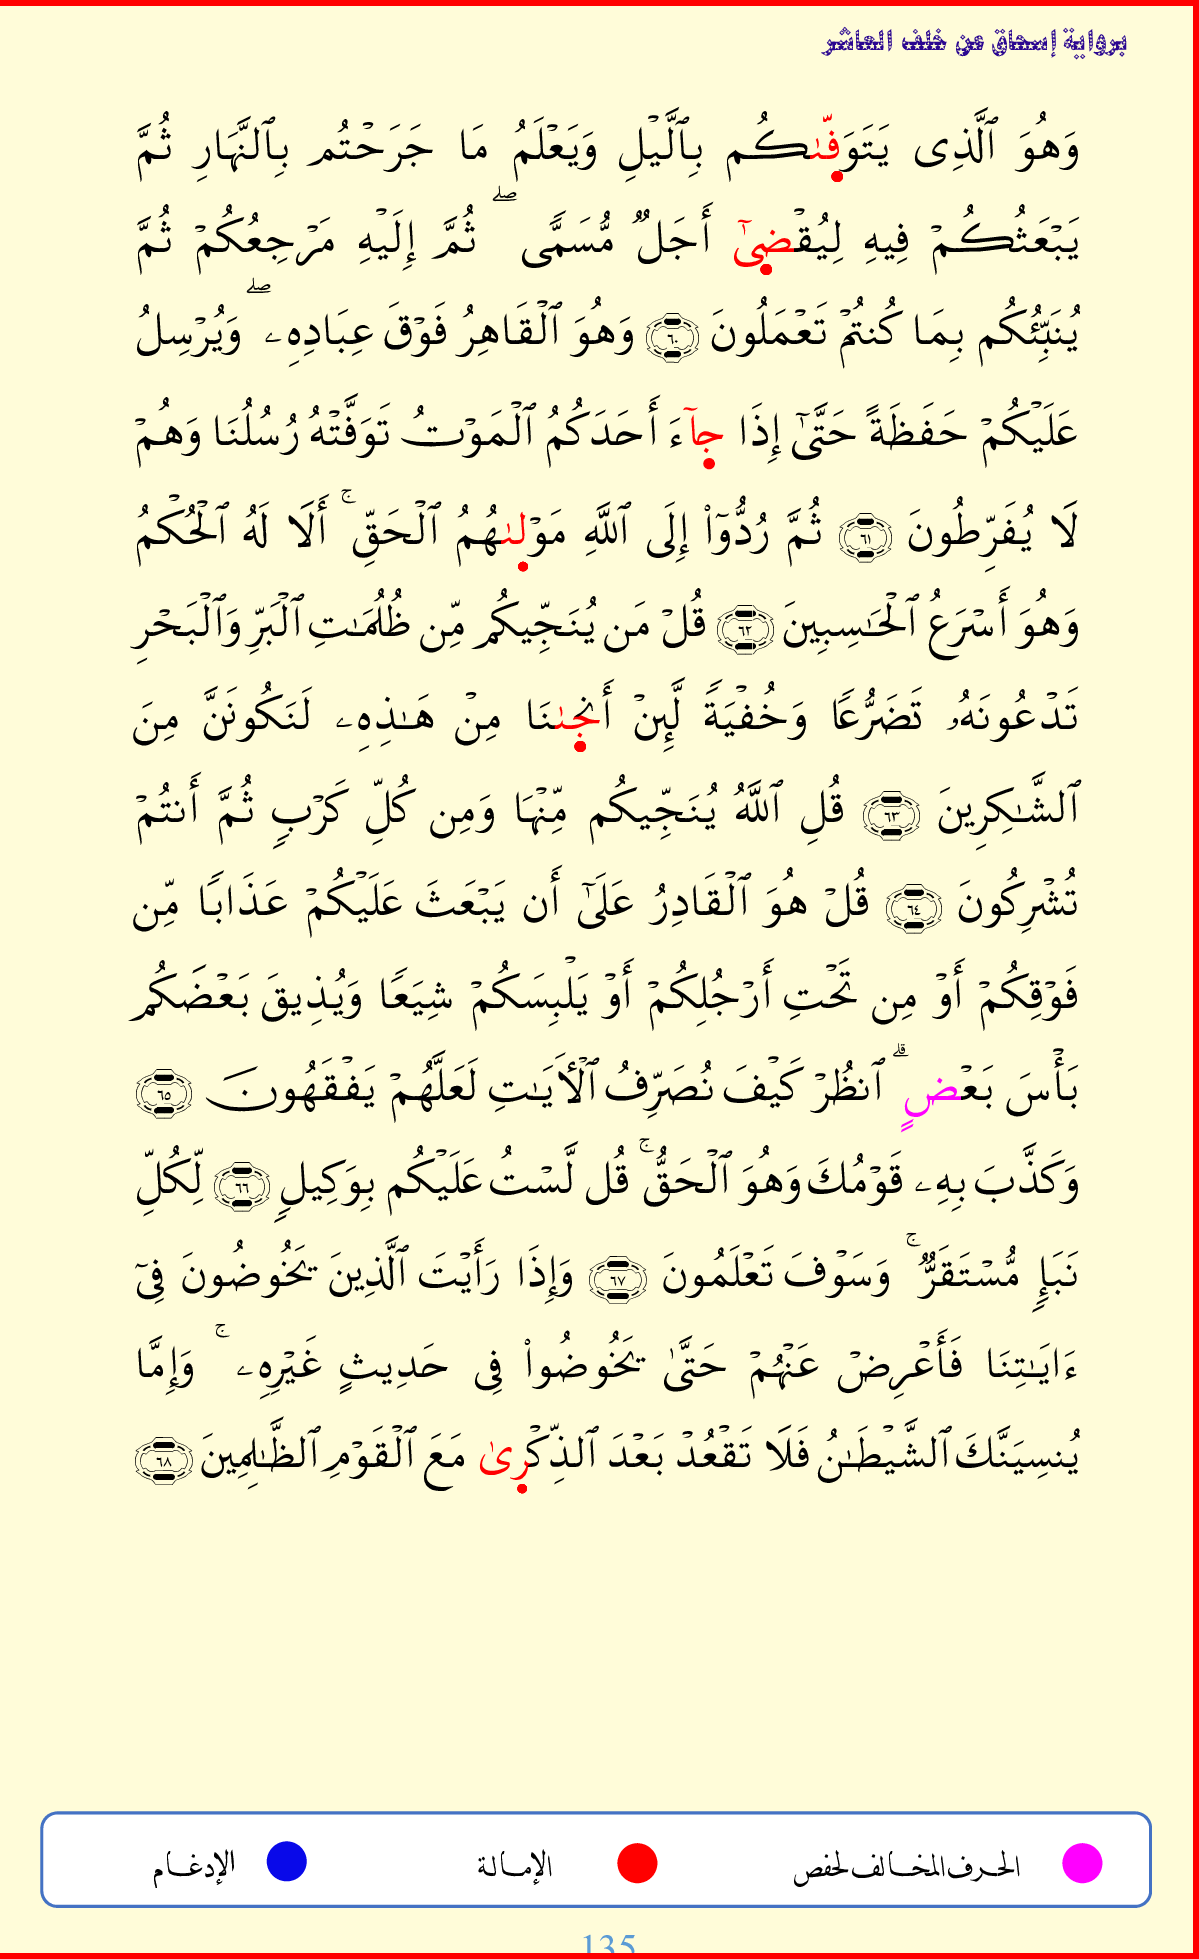 برواية إسحاق عن خلف العاشر
وَهُوَ ٱلَّذِى يَتَوَفَّىٰكُم بِٱلَّيْلِ وَيَعْلَمُ مَا جَرَحْتُم بِٱلنَّهَارِ ثُمَّ
يَبْعَثُكُمْ فِيهِ لِيُقْضِىٰٓ أَجَلٌ مُّسَمًّى ۖ ثُمَّ إِلَيْهِ مَرْجِعُكُمْ ثُمَّ
يُنَبِّئُكُم بِمَا كُنتُمْ تَعْمَلُونَ ٦٠ وَهُوَ ٱلْقَاهِرُ فَوْقَ عِبَادِهِۦ ۖ وَيُرْسِلُ
عَلَيْكُمْ حَفَظَةً حَتَّىٰٓ إِذَا جَآءَ أَحَدَكُمُ ٱلْمَوْتُ تَوَفَّتْهُ رُسُلُنَا وَهُمْ
لَا يُفَرِّطُونَ ٦١ ثُمَّ رُدُّوٓا۟ إِلَى ٱللَّهِ مَوْلَىٰهُمُ ٱلْحَقِّ ۚ أَلَا لَهُ ٱلْحُكْمُ
وَهُوَ أَسْرَعُ ٱلْحَـٰسِبِينَ ٦٢ قُلْ مَن يُنَجِّيكُم مِّن ظُلُمَـٰتِ ٱلْبَرِّ وَٱلْبَحْرِ
تَدْعُونَهُۥ تَضَرُّعًا وَخُفْيَةً لَّئِنْ أَنجَىٰنَا مِنْ هَـٰذِهِۦ لَنَكُونَنَّ مِنَ
ٱلشَّـٰكِرِينَ ٦٣ قُلِ ٱللَّهُ يُنَجِّيكُم مِّنْهَا وَمِن كُلِّ كَرْبٍ ثُمَّ أَنتُمْ
تُشْرِكُونَ ٦٤ قُلْ هُوَ ٱلْقَادِرُ عَلَىٰٓ أَن يَبْعَثَ عَلَيْكُمْ عَذَابًا مِّن
فَوْقِكُمْ أَوْ مِن تَحْتِ أَرْجُلِكُمْ أَوْ يَلْبِسَكُمْ شِيَعًا وَيُذِيقَ بَعْضَكُم
بَأْسَ بَعْضٍ ۗ ٱنظُرْ كَيْفَ نُصَرِّفُ ٱلْـَٔايَـٰتِ لَعَلَّهُمْ يَفْقَهُونَ ٦٥
وَكَذَّبَ بِهِۦ قَوْمُكَ وَهُوَ ٱلْحَقُّ ۚ قُل لَّسْتُ عَلَيْكُم بِوَكِيلٍ ٦٦ لِّكُلِّ
نَبَإٍ مُّسْتَقَرٌّ ۚ وَسَوْفَ تَعْلَمُونَ ٦٧ وَإِذَا رَأَيْتَ ٱلَّذِينَ يَخُوضُونَ فِىٓ
ءَايَـٰتِنَا فَأَعْرِضْ عَنْهُمْ حَتَّىٰ يَخُوضُوا۟ فِى حَدِيثٍ غَيْرِهِۦ ۚ وَإِمَّا
يُنسِيَنَّكَ ٱلشَّيْطَـٰنُ فَلَا تَقْعُدْ بَعْدَ ٱلذِّكْرِىٰ مَعَ ٱلْقَوْمِ ٱلظَّـٰلِمِينَ ٦٨
الحرف المخالف لحفص الإمالة الإدغام
135